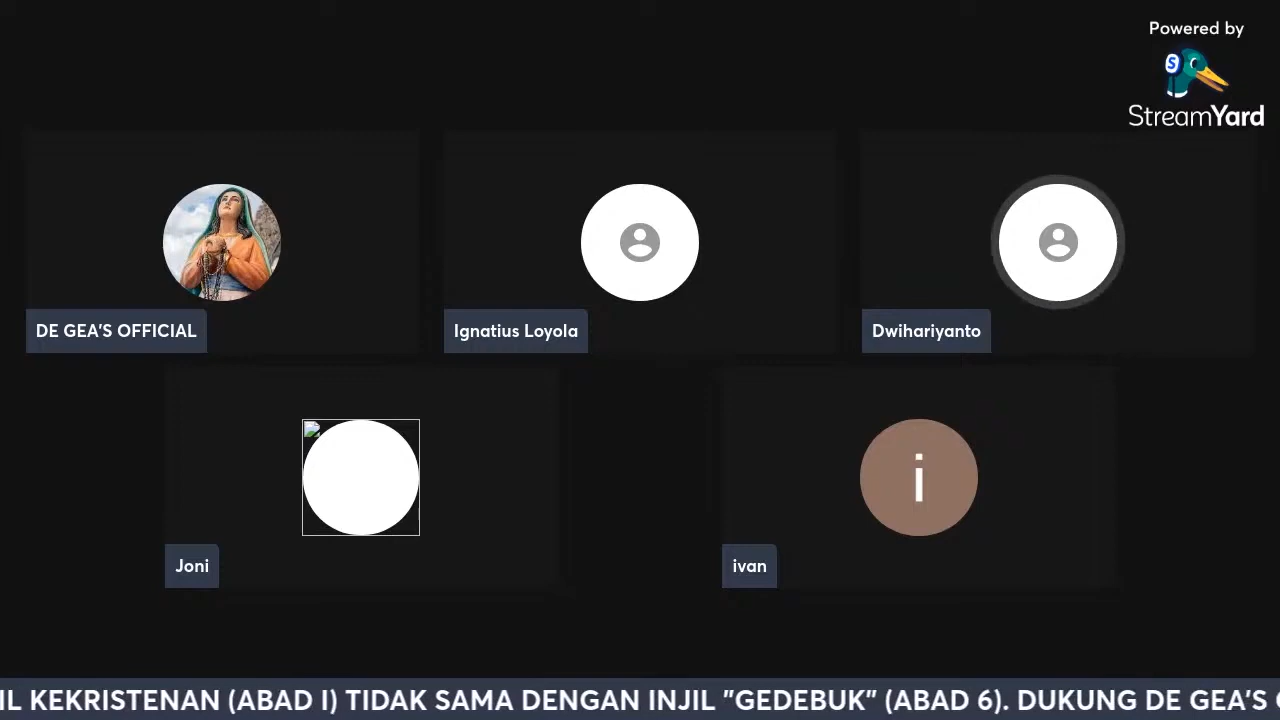 Powered by
StreamYard
DE GEA'S OFFICIAL
Ignatius Loyola
Dwihariyanto
Joni
i
ivan
IL KEKRISTENAN (ABAD I) TIDAK SAMA DENGAN INJIL "GEDEBUK" (ABAD 6). DUKUNG DE GEA'S